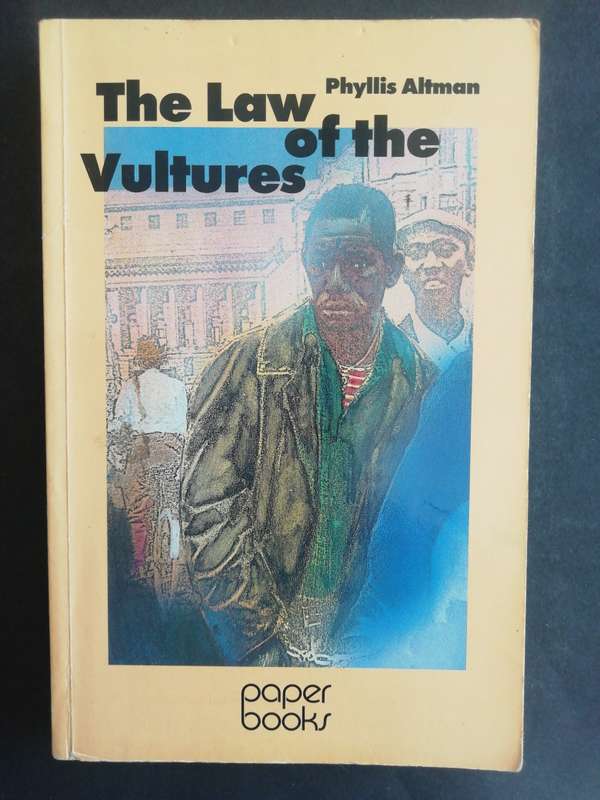 Phyllis Altman
The Law
of the
Vultures
paper
books